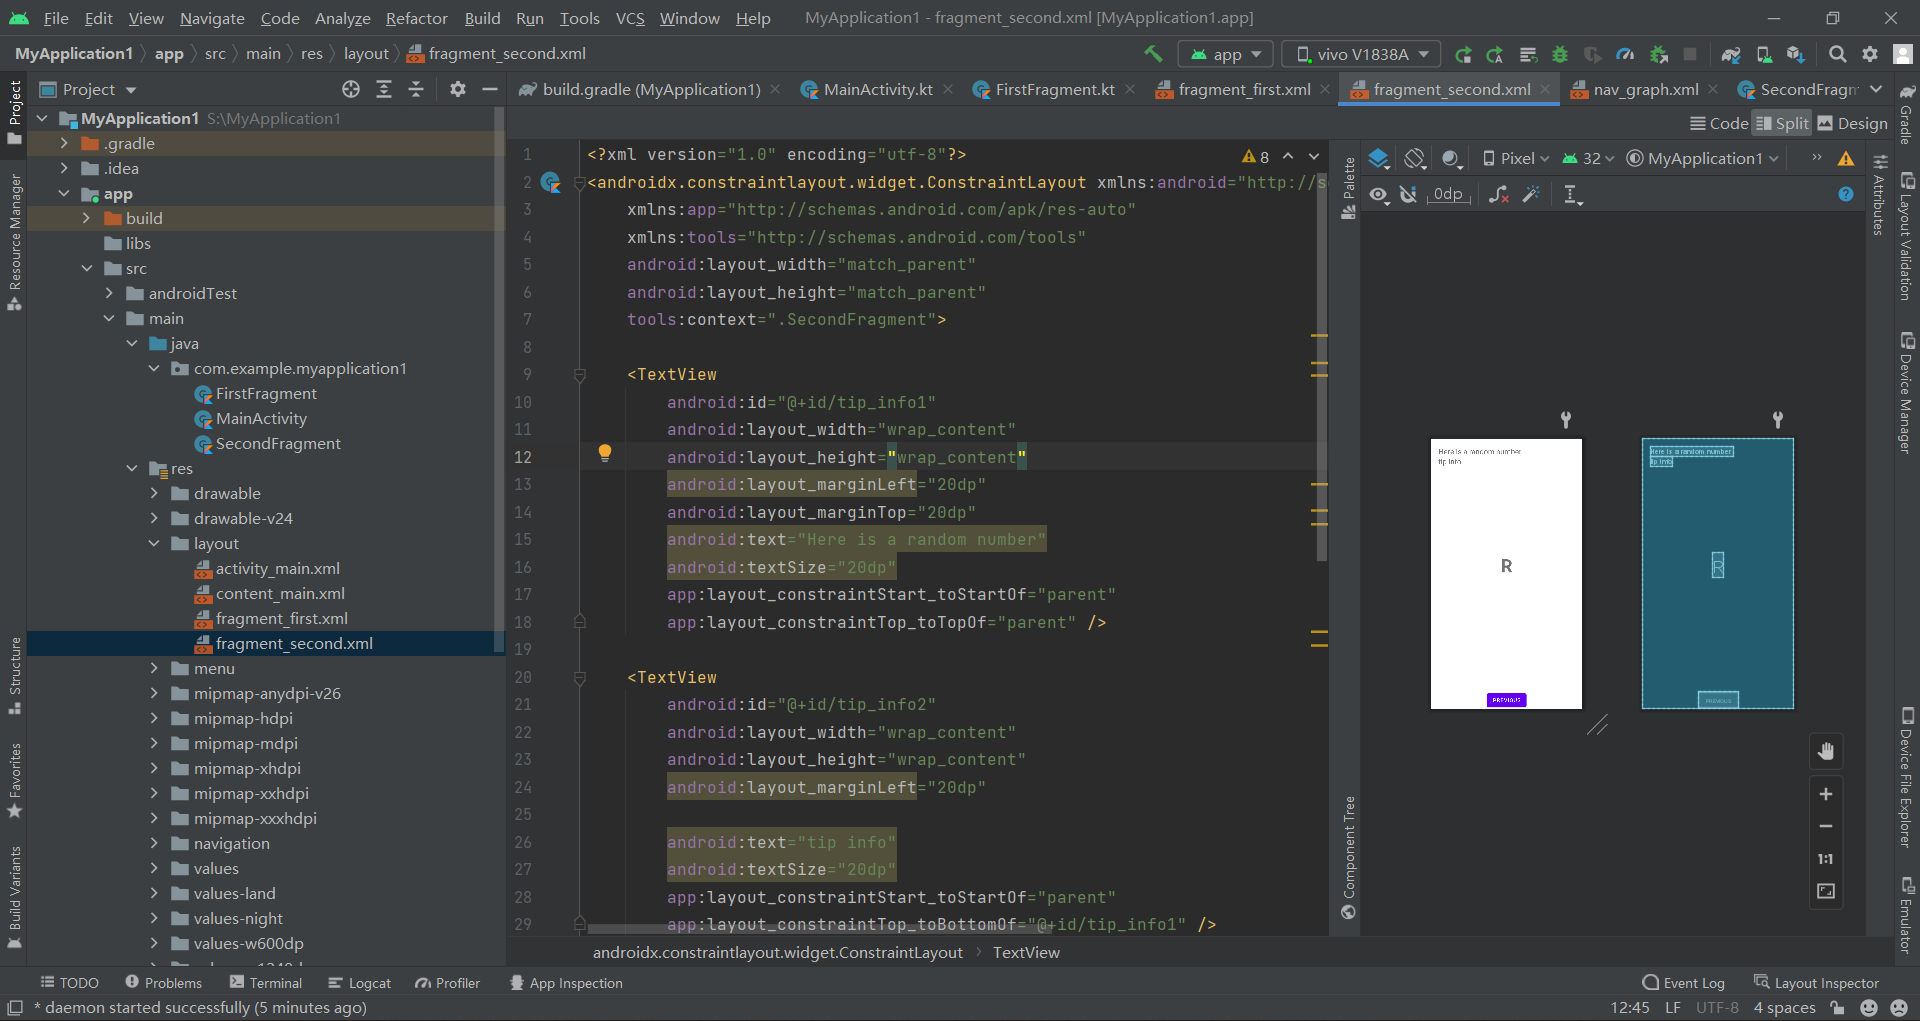 File Edit View Navigate Code Analyze Refactor Build Run Tools VCS Window Help MyApplication1 - fragment_second.xml [MyApplication1.app]
MyApplication1 app src main res layout fragment_second.xml app vivo V1838A
Project
build.gradle (MyApplication1) MainActivity.kt FirstFragment.kt fragment_first.xml fragment_second.xml nav_graph.xml SecondFragm
Code Split Design
Project
Resource Manager
Structure
Favorites
Build Variants
MyApplication1 S:\MyApplication1
.gradle
.idea
app
build
libs
src
androidTest
main
java
com.example.myapplication1
FirstFragment
MainActivity
SecondFragment
res
drawable
drawable-v24
layout
activity_main.xml
content_main.xml
fragment_first.xml
fragment_second.xml
menu
mipmap-anydpi-v26
mipmap-hdpi
mipmap-mdpi
mipmap-xhdpi
mipmap-xxhdpi
mipmap-xxxhdpi
navigation
values
values-land
values-night
values-w600dp
1 <?xml version="1.0" encoding="utf-8"?>
2 <androidx.constraintlayout.widget.ConstraintLayout xmlns:android="http://s
3 xmlns:app="http://schemas.android.com/apk/res-auto"
4 xmlns:tools="http://schemas.android.com/tools"
5 android:layout_width="match_parent"
6 android:layout_height="match_parent"
7 tools:context=".SecondFragment">
8
9 <TextView
10 android:id="@+id/tip_info1"
11 android:layout_width="wrap_content"
12 android:layout_height="wrap_content"
13 android:layout_marginLeft="20dp"
14 android:layout_marginTop="20dp"
15 android:text="Here is a random number"
16 android:textSize="20dp"
17 app:layout_constraintStart_toStartOf="parent"
18 app:layout_constraintTop_toTopOf="parent" />
19
20 <TextView
21 android:id="@+id/tip_info2"
22 android:layout_width="wrap_content"
23 android:layout_height="wrap_content"
24 android:layout_marginLeft="20dp"
25
26 android:text="tip info"
27 android:textSize="20dp"
28 app:layout_constraintStart_toStartOf="parent"
29 app:layout_constraintTop_toBottomOf="@+id/tip_info1" />
8
androidx.constraintlayout.widget.ConstraintLayout TextView
Palette
Component Tree
Pixel 32 MyApplication1
0dp
Here is a random number
tip info
R
PREVIOUS
Here is a random number
tip info
R
PREVIOUS
1:1
Attributes
Gradle
Layout Validation
Device Manager
Device File Explorer
Emulator
TODO Problems Terminal Logcat Profiler App Inspection Event Log Layout Inspector
* daemon started successfully (5 minutes ago) 12:45 LF UTF-8 4 spaces